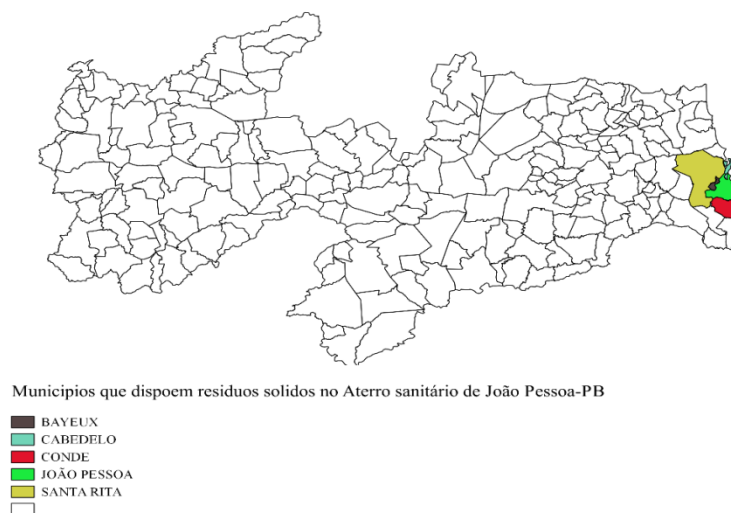 Municipios que dispoem residuos solidos no Aterro sanitário de João Pessoa-PB
BAYEUX
CABEDELO
CONDE
JOÃO PESSOA
SANTA RITA